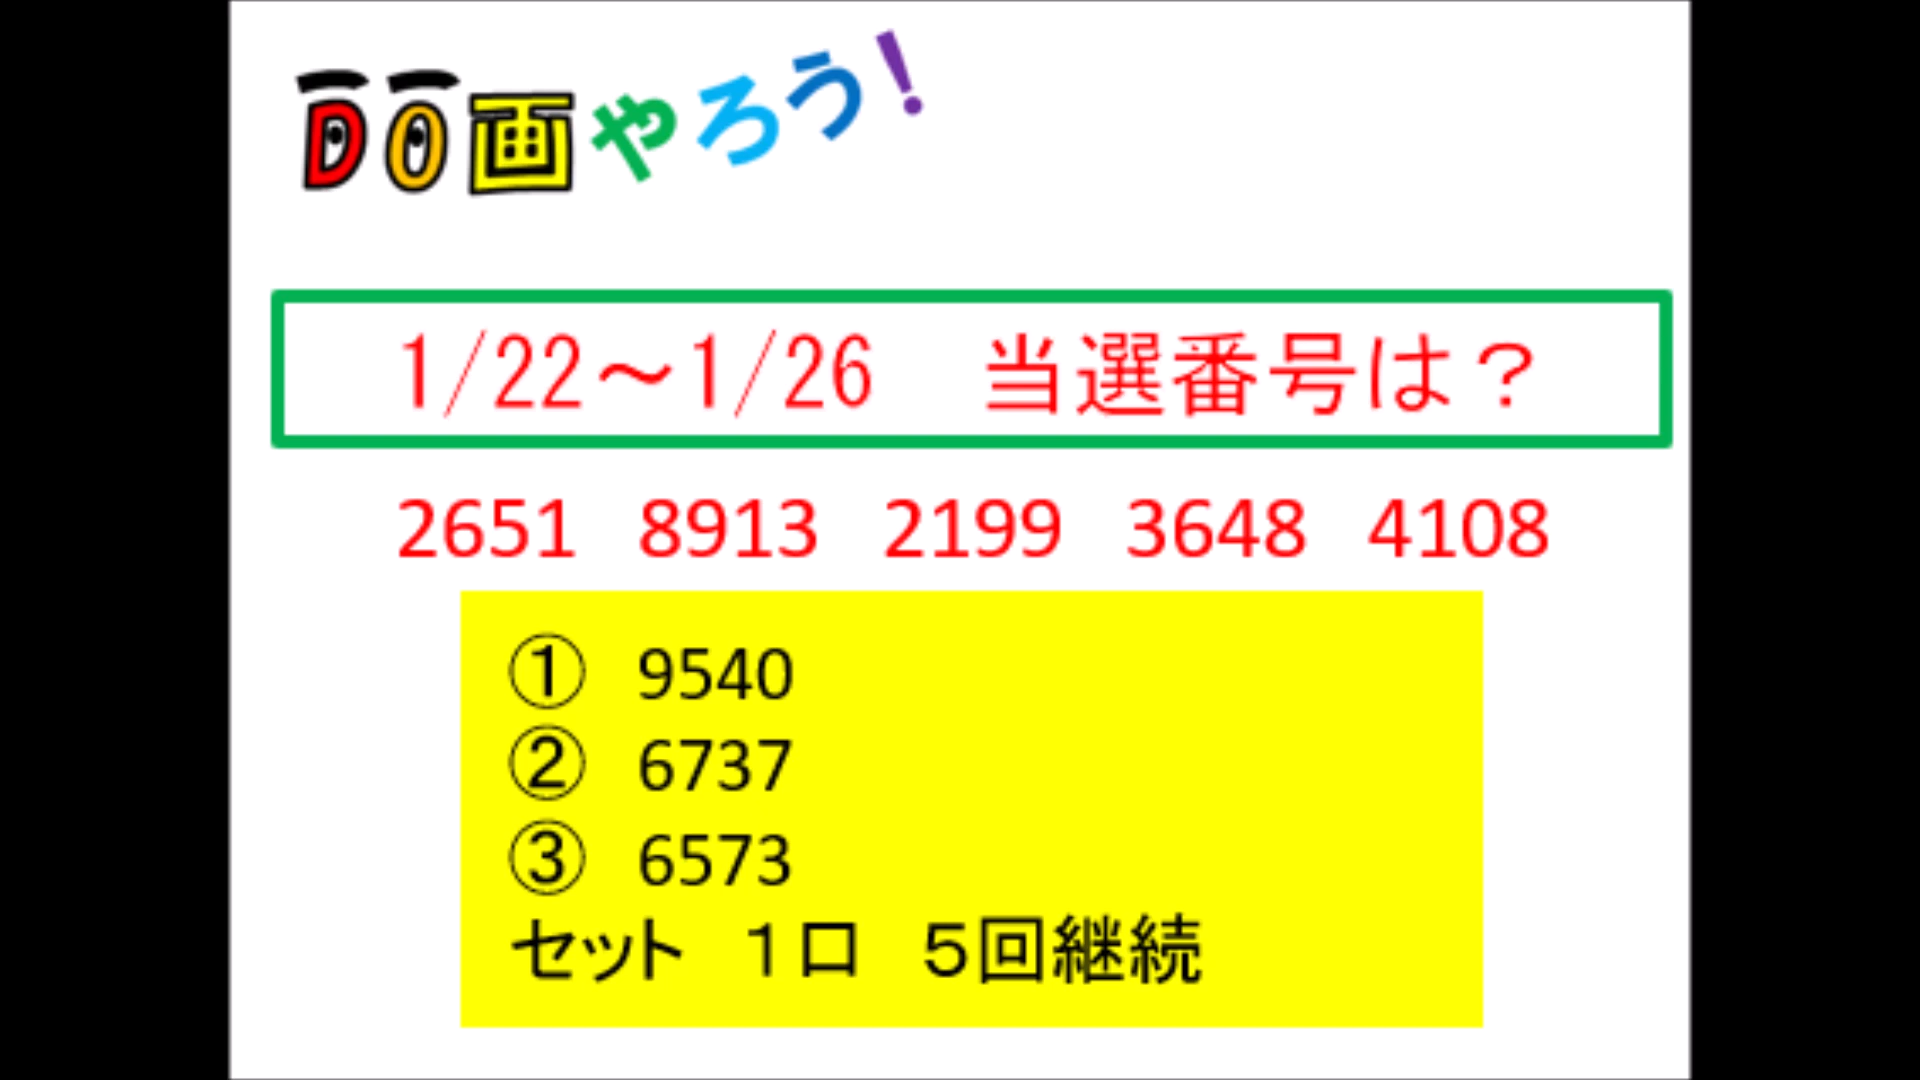 DO画やろう！
1/22～1/26　当選番号は？
2651 8913 2199 3648 4108
① 9540
② 6737
③ 6573
セット　１口　５回継続